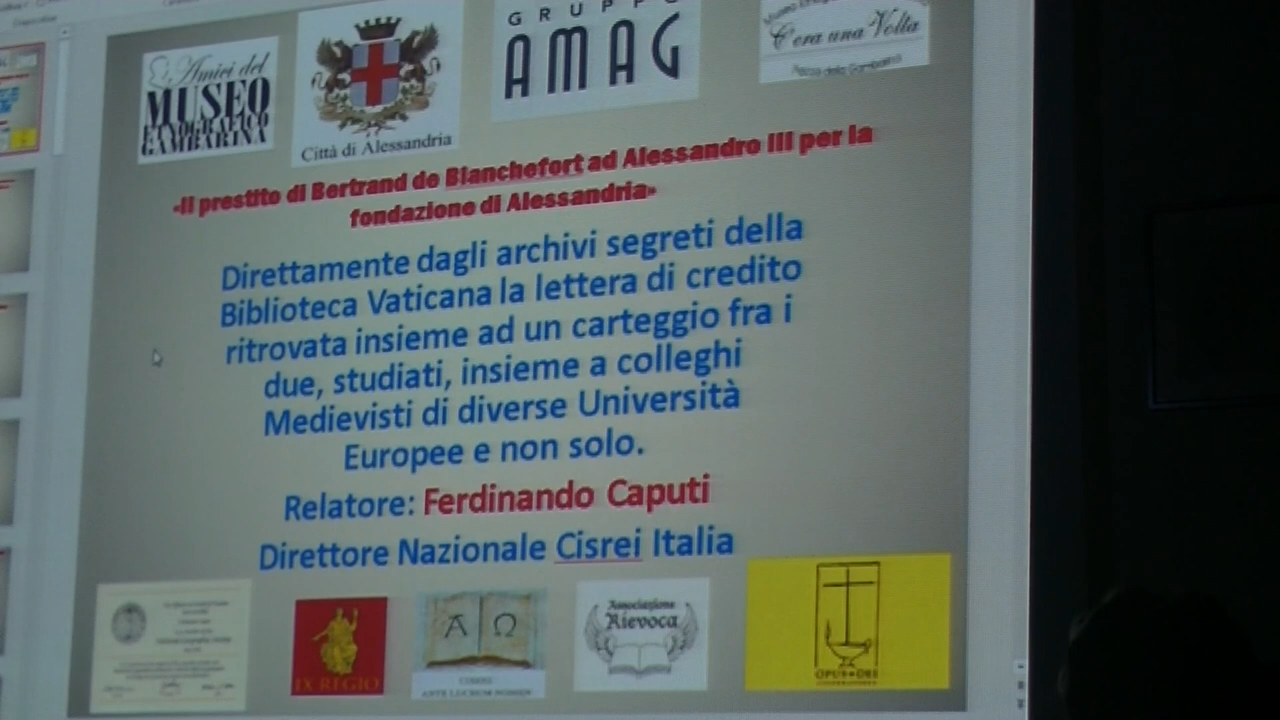 Amici del
MUSEO
ETNOGRAFICO
GAMBARINA
Città di Alessandria
GRUPPO
AMAG
C'era una Volta
«Il prestito di Bertrand de Blanchefort ad Alessandro III per la
fondazione di Alessandria»
Direttamente dagli archivi segreti della
Biblioteca Vaticana la lettera di credito
ritrovata insieme ad un carteggio fra i
due, studiati, insieme a colleghi
Medievisti di diverse Università
Europee e non solo.
Relatore: Ferdinando Caputi
Direttore Nazionale Cisrei Italia
IX REGIO
Α Ω
Associazione
Rievoca
OPUS DEI